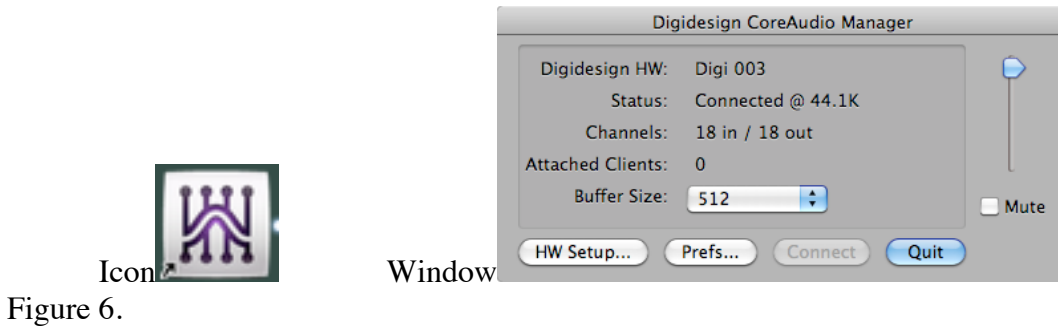 Digidesign CoreAudio Manager
Digidesign HW: Digi 003
Status: Connected @ 44.1K
Channels: 18 in / 18 out
Attached Clients: 0
Buffer Size: 512
Mute
HW Setup... Prefs... Connect Quit
Icon Window
Figure 6.